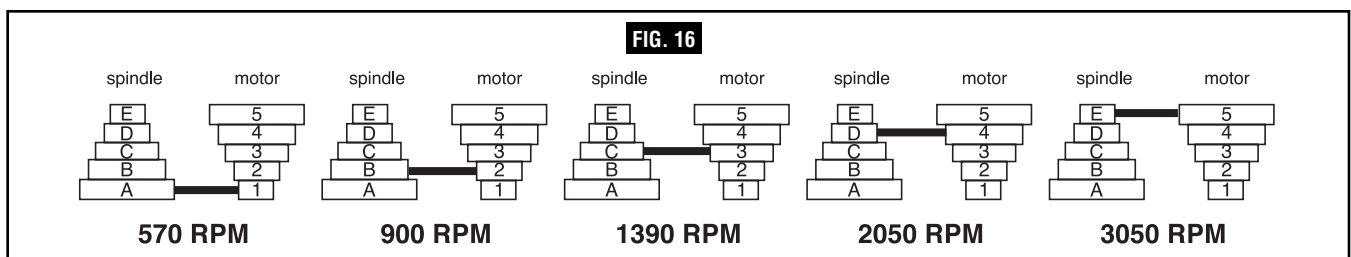 FIG. 16
spindle motor spindle motor spindle motor spindle motor spindle motor
E 5 E 5 E 5 E 5 E 5
D 4 D 4 D 4 D 4 D 4
C 3 C 3 C 3 C 3 C 3
B 2 B 2 B 2 B 2 B 2
A 1 A 1 A 1 A 1 A 1
570 RPM 900 RPM 1390 RPM 2050 RPM 3050 RPM